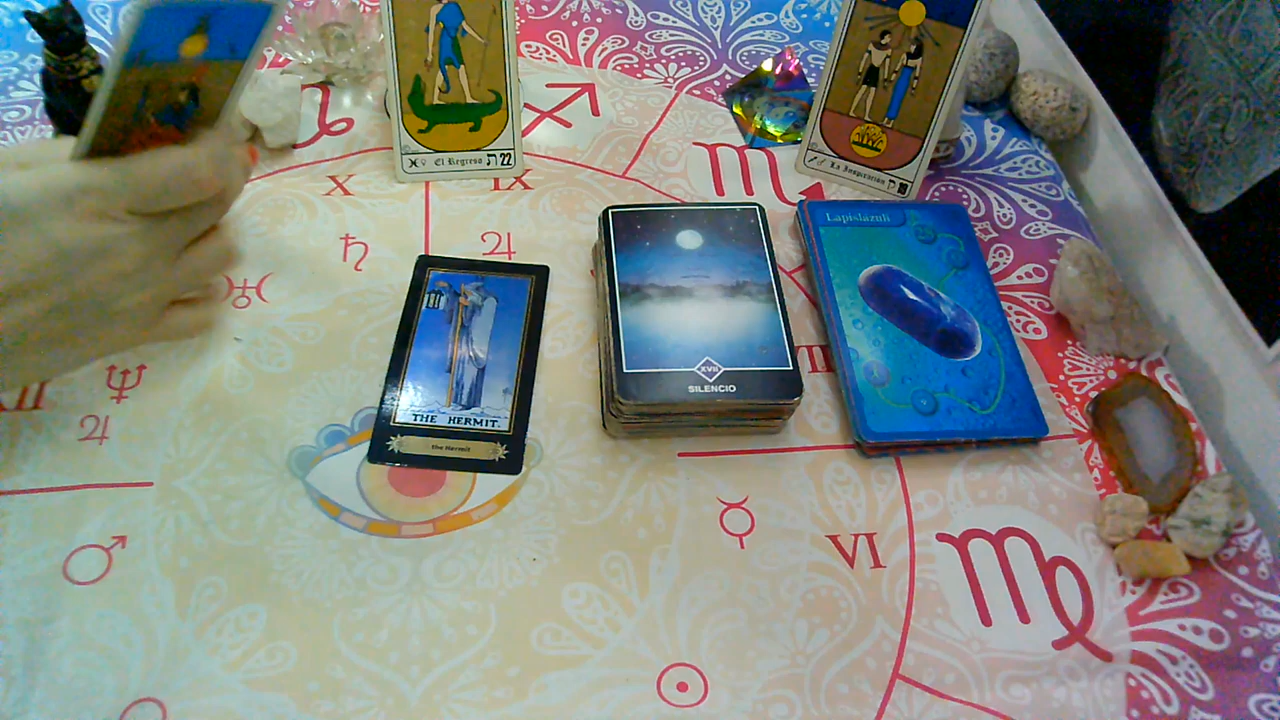 El Regreso 22
La Inspiración
X
IX
Lapislázuli
THE HERMIT.
the Hermit
XVII
SILENCIO
VI